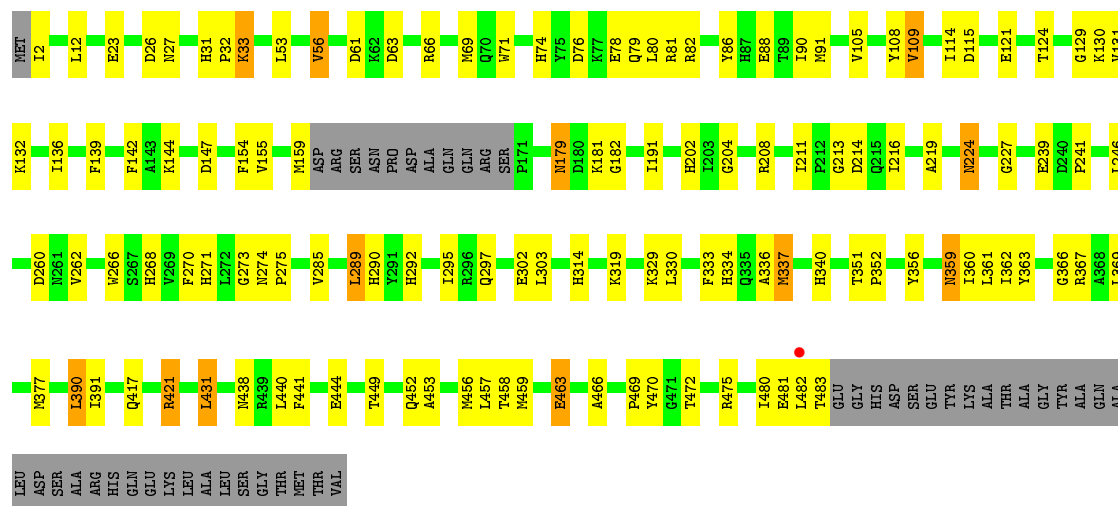 MET I2 L12 E23 D26 N27 H31 P32 K33 L53 V56 D61 K62 D63 R66 M69 Q70 W71 H74 Y75 D76 K77 E78 Q79 L80 R81 R82 Y86 H87 E88 T89 I90 M91 V105 Y108 V109 I114 D115 E121 T124 G129 K130 V131
K132 I136 F139 F142 A143 K144 D147 F154 V155 M159 ASP ARG SER ASN PRO ASP ALA GLN GLN ARG SER P171 N179 D180 K181 G182 I191 H202 I203 G204 R208 I211 P212 G213 D214 Q215 I216 A219 N224 G227 E239 D240 P241 L246
D260 N261 V262 W266 S267 H268 V269 F270 H271 L272 G273 N274 P275 V285 L289 H290 Y291 H292 I295 R296 Q297 E302 L303 H314 K319 K329 L330 F333 H334 Q335 A336 M337 H340 T351 P352 Y356 N359 I360 L361 I362 Y363 G366 R367 A368 L369
M377 L390 I391 Q417 R421 L431 N438 R439 L440 F441 E444 T449 Q452 A453 M456 L457 T458 M459 E463 A466 P469 Y470 G471 T472 R475 I480 E481 L482 T483 GLU GLY HIS ASP SER GLU TYR LYS ALA THR ALA GLY TYR ALA GLN ALA
LEU ASP SER ALA ARG HIS GLN GLU LYS LEU ALA LEU SER GLY THR MET THR VAL